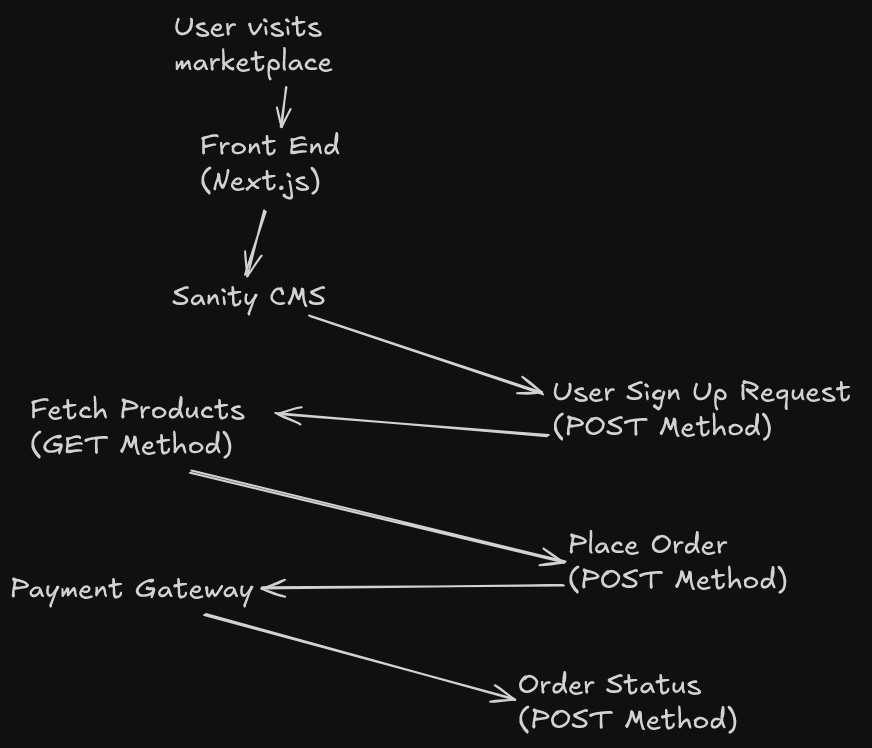 User visits
marketplace
Front End
(Next.js)
Sanity CMS
User Sign Up Request
(POST Method)
Fetch Products
(GET Method)
Place Order
(POST Method)
Payment Gateway
Order Status
(POST Method)